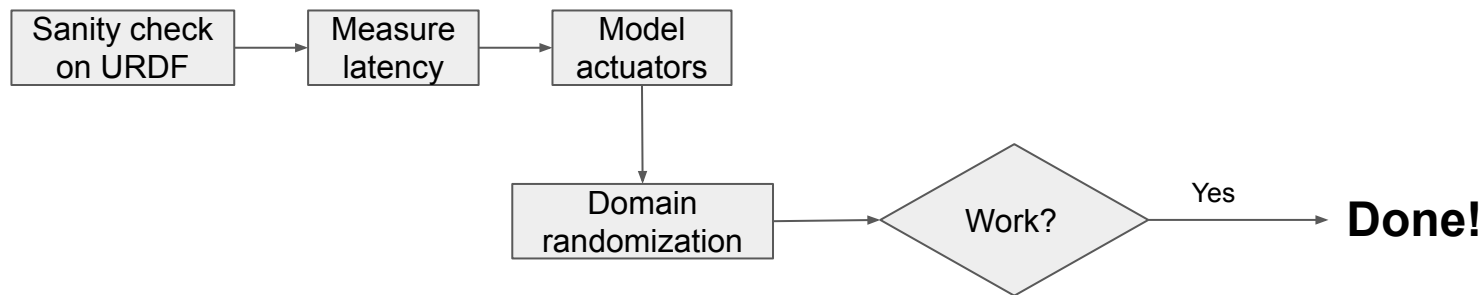 Sanity check
on URDF
Measure
latency
Model
actuators
Domain
randomization
Work?
Yes
Done!